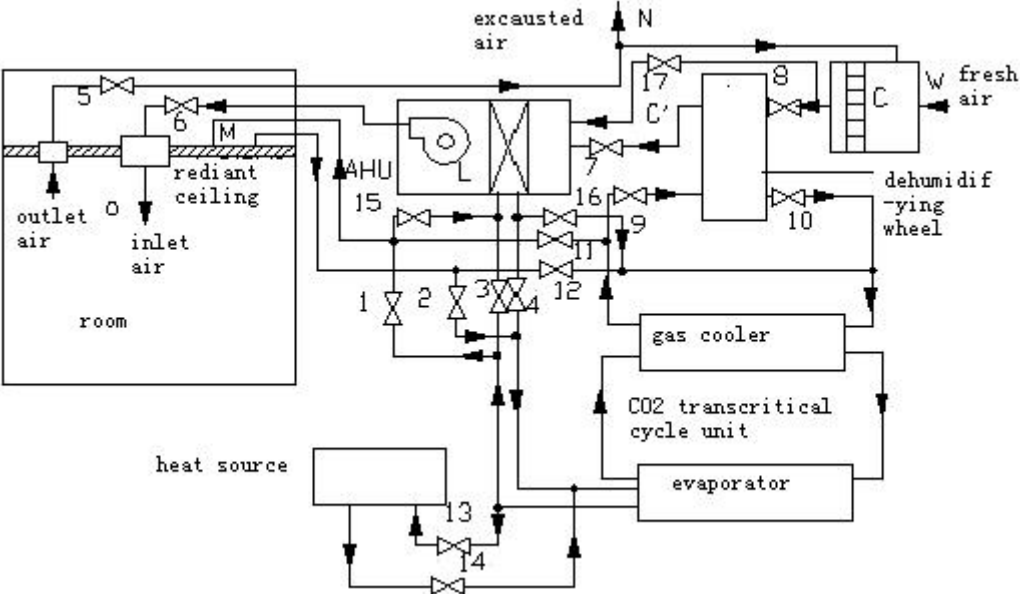 excausted
air
N
5
6
M
rediant
ceiling
outlet
air
O
inlet
air
room
AHU
L
15
17
8
C
W
fresh
air
C'
7
16
9
10
dehumidif
-ying
wheel
11
12
1
2
3
4
gas cooler
CO2 transcritical
cycle unit
evaporator
heat source
13
14